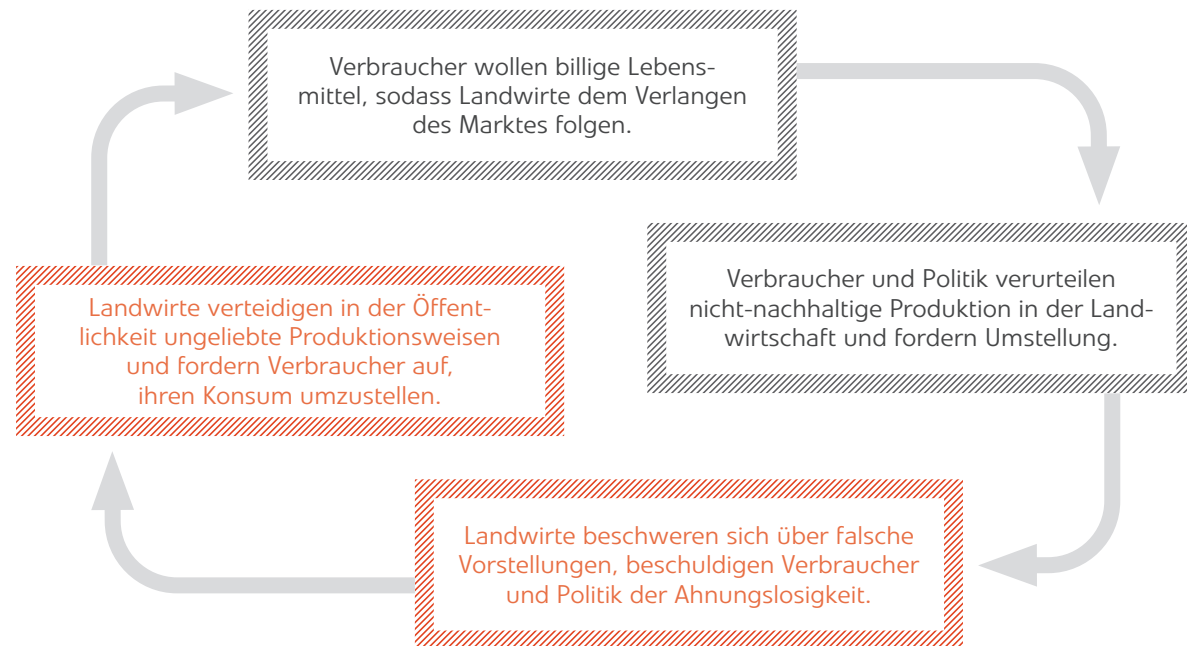 Verbraucher wollen billige Lebens-
mittel, sodass Landwirte dem Verlangen
des Marktes folgen.
Verbraucher und Politik verurteilen
nicht-nachhaltige Produktion in der Land-
wirtschaft und fordern Umstellung.
Landwirte beschweren sich über falsche
Vorstellungen, beschuldigen Verbraucher
und Politik der Ahnungslosigkeit.
Landwirte verteidigen in der Öffent-
lichkeit ungeliebte Produktionsweisen
und fordern Verbraucher auf,
ihren Konsum umzustellen.